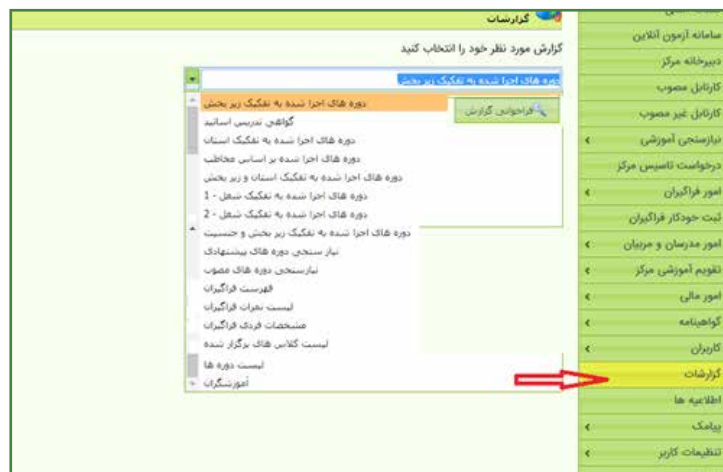 گزارشات
گزارش مورد نظر خود را انتخاب کنید
دوره های اجرا شده به تفکیک زیر بخش
فراخوانی گزارش
دوره های اجرا شده به تفکیک زیر بخش
گواهی تدریس اساتید
دوره های اجرا شده به تفکیک استان
دوره های اجرا شده بر اساس مخاطب
دوره های اجرا شده به تفکیک استان و زیر بخش
دوره های اجرا شده به تفکیک شغل - 1
دوره های اجرا شده به تفکیک شغل - 2
دوره های اجرا شده به تفکیک زیر بخش و جنسیت
نیاز سنجی دوره های پیشنهادی
نیازسنجی دوره های مصوب
فهرست فراگیران
لیست نمرات فراگیران
مشخصات فردی فراگیران
لیست کلاس های برگزار شده
لیست دوره ها
آموزشگران
سامانه آزمون آنلاین
دبیرخانه مرکز
کارتابل مصوب
کارتابل غیر مصوب
نیازسنجی آموزشی
درخواست تاسیس مرکز
امور فراگیران
ثبت خودکار فراگیران
امور مدرسان و مربیان
تقویم آموزشی مرکز
امور مالی
گواهینامه
کاربران
گزارشات
اطلاعیه ها
پیامک
تنظیمات کاربر